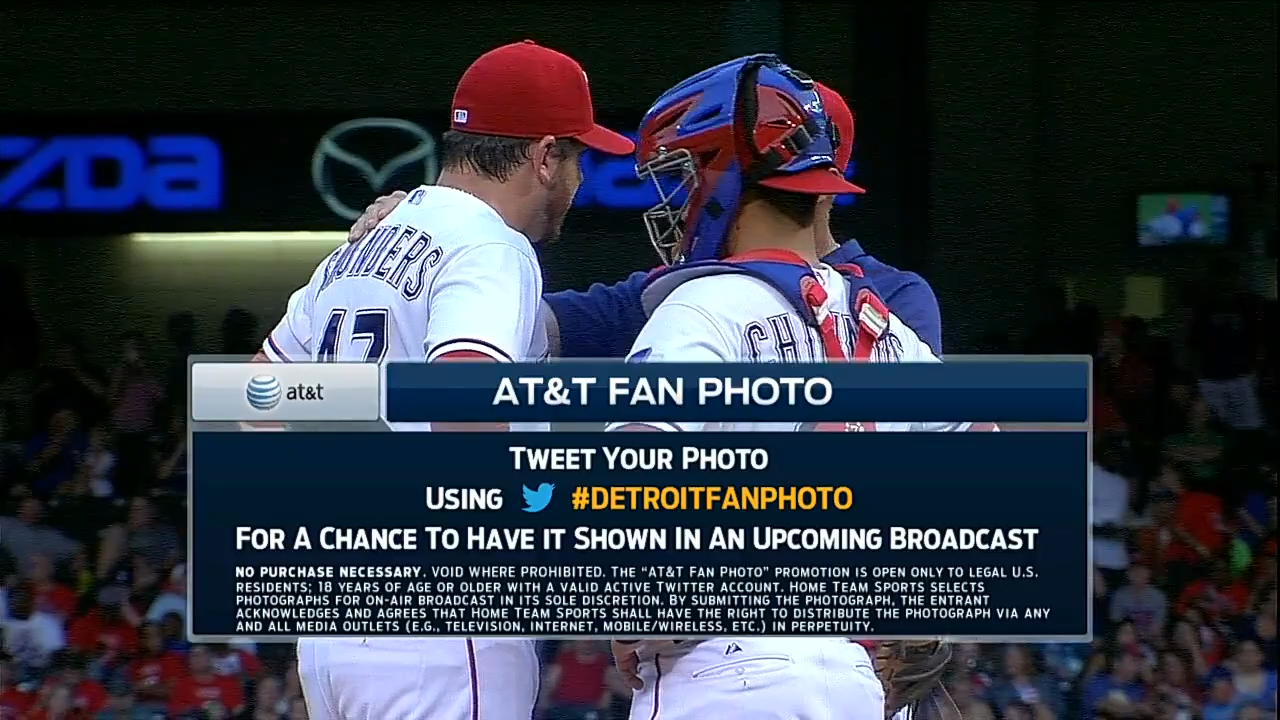 zDa
AUNDERS
47
at&t
AT&T FAN PHOTO
TWEET YOUR PHOTO
USING #DETROITFANPHOTO
FOR A CHANCE TO HAVE IT SHOWN IN AN UPCOMING BROADCAST
NO PURCHASE NECESSARY. VOID WHERE PROHIBITED. THE "AT&T FAN PHOTO" PROMOTION IS OPEN ONLY TO LEGAL U.S.
RESIDENTS; 18 YEARS OF AGE OR OLDER WITH A VALID ACTIVE TWITTER ACCOUNT. HOME TEAM SPORTS SELECTS
PHOTOGRAPHS FOR ON-AIR BROADCAST IN ITS SOLE DISCRETION. BY SUBMITTING THE PHOTOGRAPH, THE ENTRANT
ACKNOWLEDGES AND AGREES THAT HOME TEAM SPORTS SHALL HAVE THE RIGHT TO DISTRIBUTE THE PHOTOGRAPH VIA ANY
AND ALL MEDIA OUTLETS (E.G., TELEVISION, INTERNET, MOBILE/WIRELESS, ETC.) IN PERPETUITY.